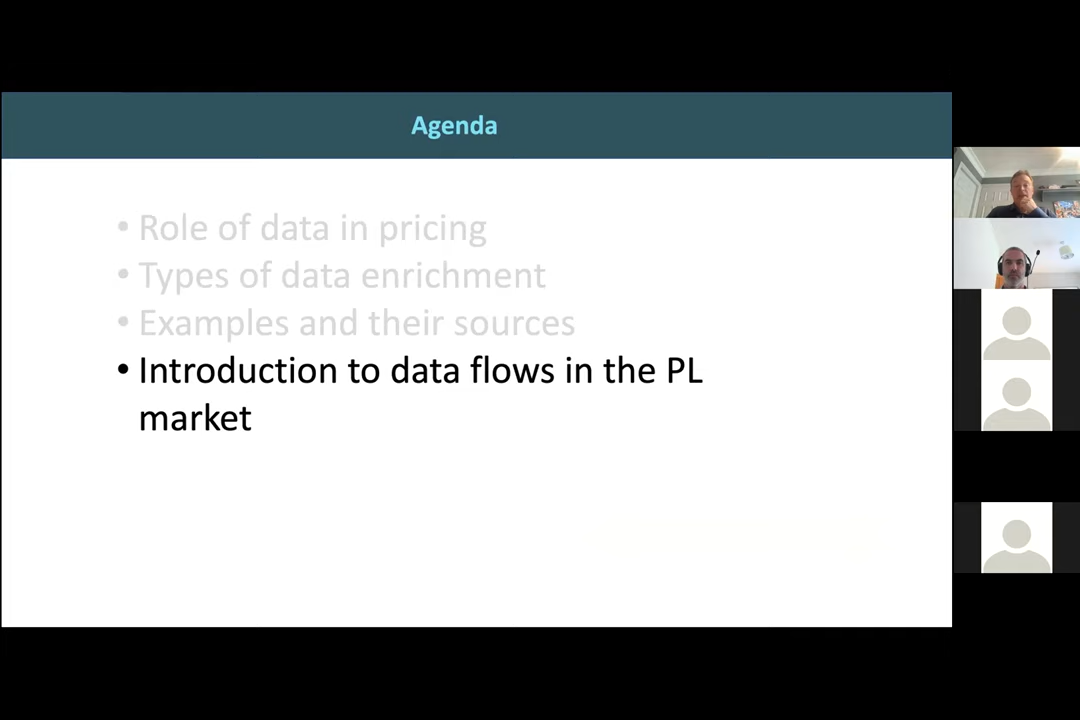 Agenda
• Role of data in pricing
• Types of data enrichment
• Examples and their sources
• Introduction to data flows in the PL
market